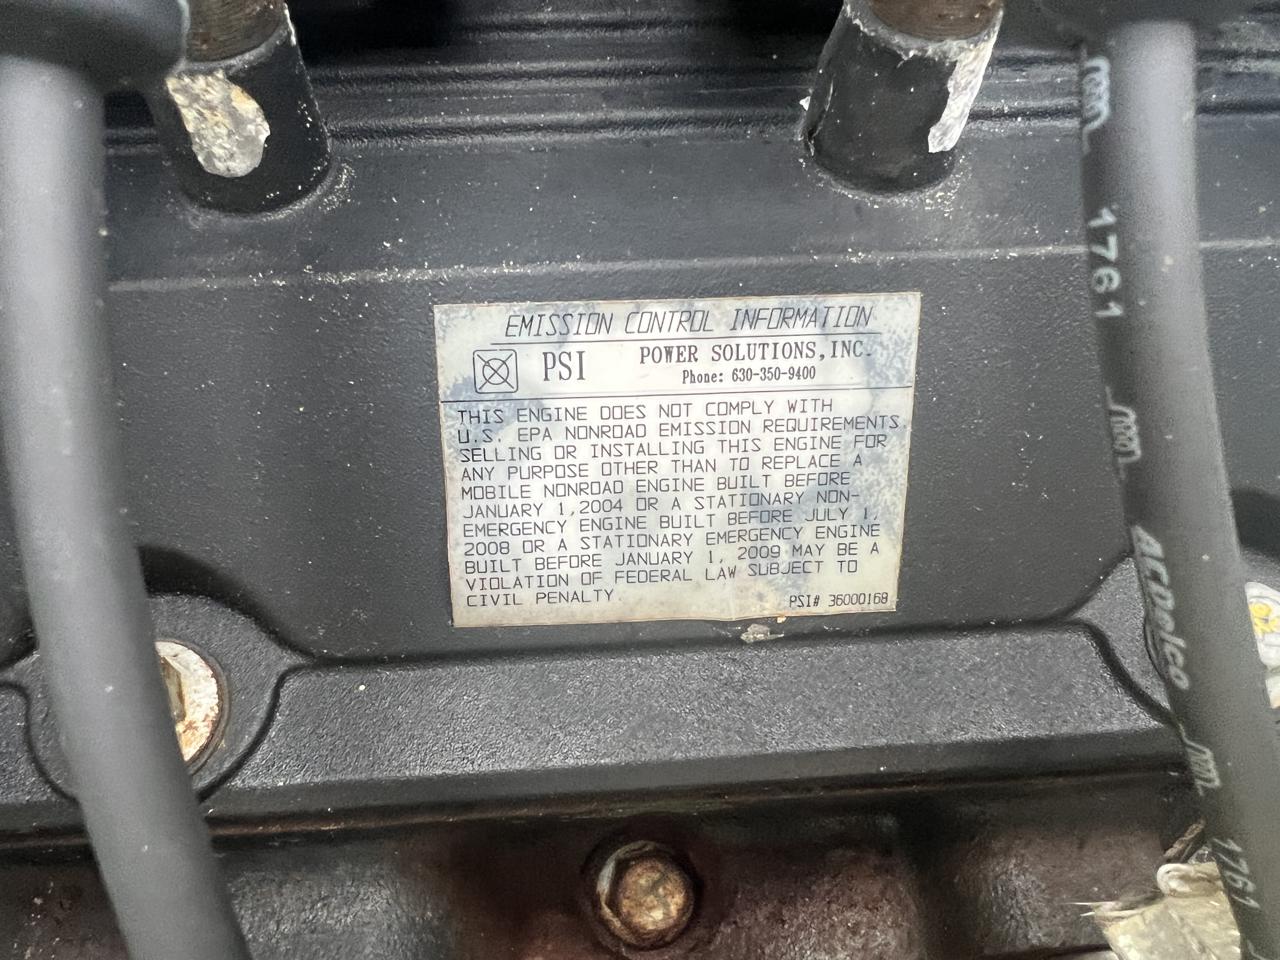 EMISSION CONTROL INFORMATION
PSI POWER SOLUTIONS, INC.
Phone: 630-350-9400
THIS ENGINE DOES NOT COMPLY WITH
U.S. EPA NONROAD EMISSION REQUIREMENTS.
SELLING OR INSTALLING THIS ENGINE FOR
ANY PURPOSE OTHER THAN TO REPLACE A
MOBILE NONROAD ENGINE BUILT BEFORE
JANUARY 1, 2004 OR A STATIONARY NON-
EMERGENCY ENGINE BUILT BEFORE JULY 1,
2008 OR A STATIONARY EMERGENCY ENGINE
BUILT BEFORE JANUARY 1, 2009 MAY BE A
VIOLATION OF FEDERAL LAW SUBJECT TO
CIVIL PENALTY.
PSI# 36000168
1761
ACDelco
1761